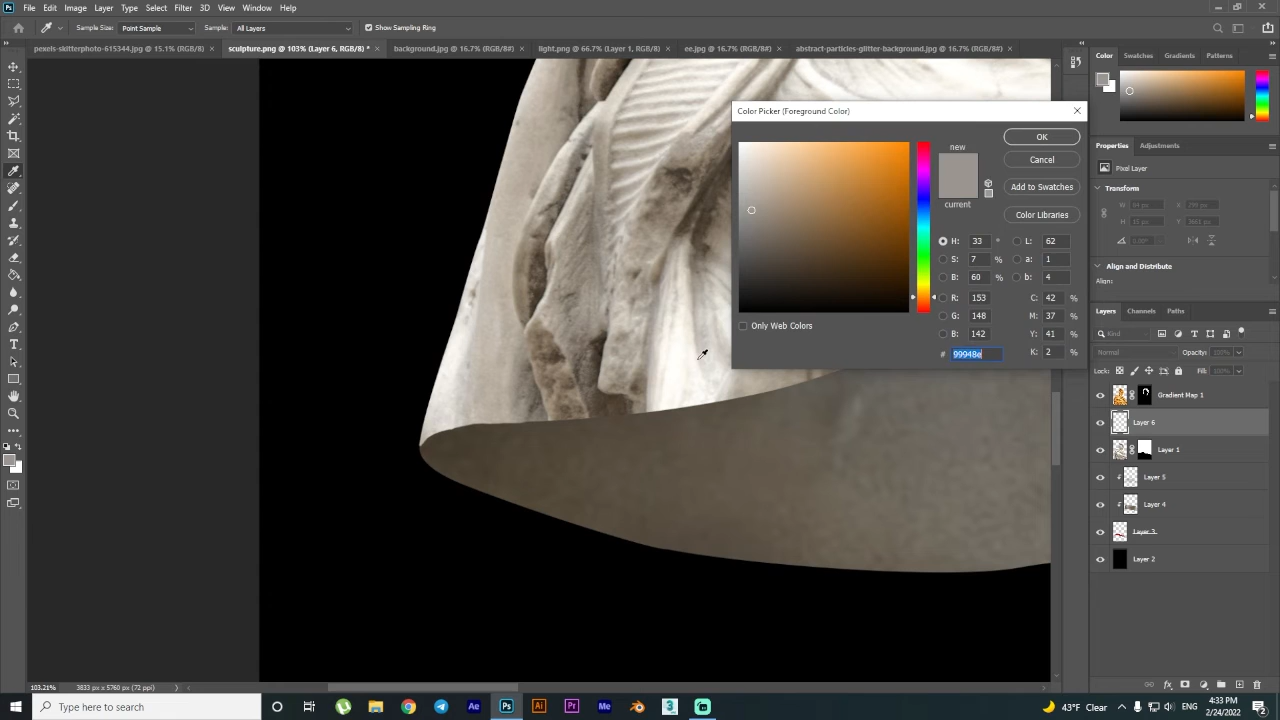 File Edit Image Layer Type Select Filter 3D View Window Help
Sample Size: Point Sample Sample: All Layers Show Sampling Ring
pexels-skitterphoto-615344.jpg @ 15.1% (RGB/8) × sculpture.png @ 103% (Layer 6, RGB/8) * × background.jpg @ 16.7% (RGB/8#) × light.png @ 66.7% (Layer 1, RGB/8) × ee.jpg @ 16.7% (RGB/8#) × abstract-particles-glitter-background.jpg @ 16.7% (RGB/8#) ×
Color Swatches Gradients Patterns
Color Picker (Foreground Color)
OK
new
Cancel
Add to Swatches
current
Color Libraries
H: 33 ° L: 62
S: 7 % a: 1
B: 60 % b: 4
R: 153 C: 42 %
G: 148 M: 37 %
B: 142 Y: 41 %
# 99948e K: 2 %
Only Web Colors
Properties Adjustments
Pixel Layer
Transform
Align and Distribute
Align:
Layers Channels Paths
Kind
Normal Opacity: 100%
Lock: Fill: 100%
Gradient Map 1
Layer 6
Layer 1
Layer 5
Layer 4
Layer 3
Layer 2
103.21% 3833 px x 5760 px (72 ppi)
Type here to search
43°F Clear
4:33 PM
2/24/2022